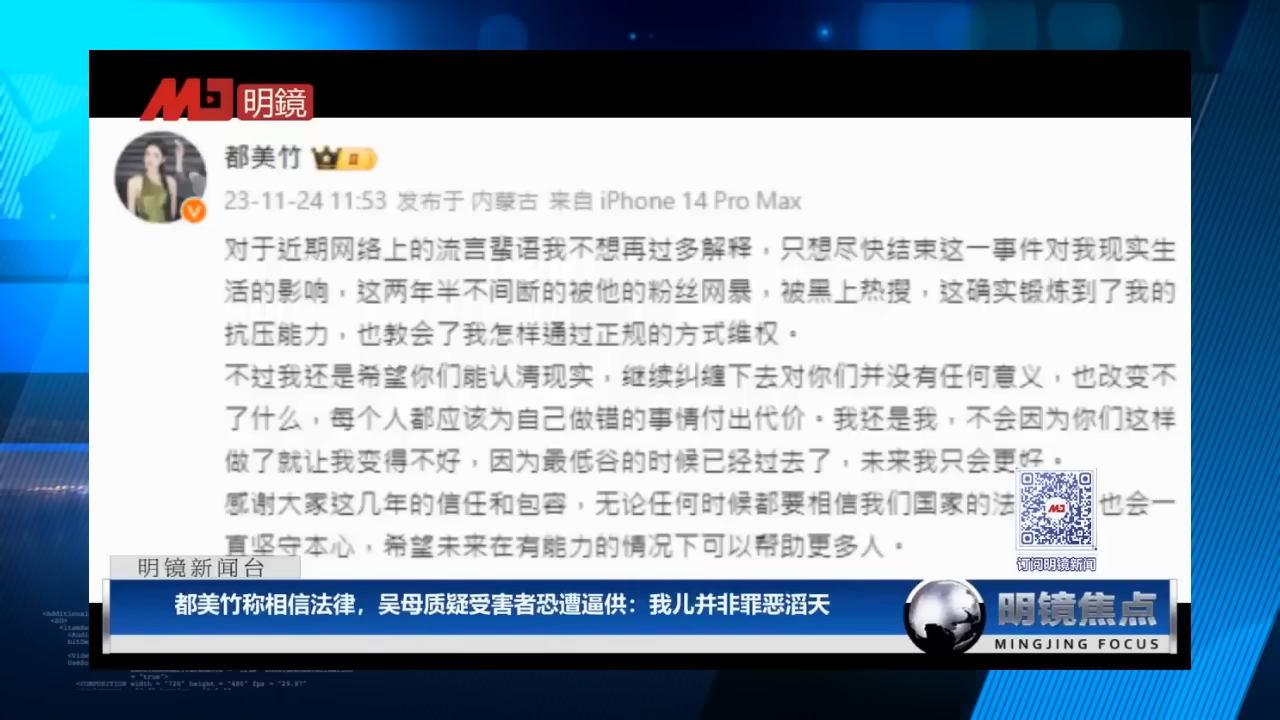 明鏡
都美竹
23-11-24 11:53 发布于 内蒙古 来自 iPhone 14 Pro Max
对于近期网络上的流言蜚语我不想再过多解释，只想尽快结束这一事件对我现实生
活的影响，这两年半不间断的被他的粉丝网暴，被黑上热搜，这确实锻炼到了我的
抗压能力，也教会了我怎样通过正规的方式维权。
不过我还是希望你们能认清现实，继续纠缠下去对你们并没有任何意义，也改变不
了什么，每个人都应该为自己做错的事情付出代价。我还是我，不会因为你们这样
做了就让我变得不好，因为最低谷的时候已经过去了，未来我只会更好。
感谢大家这几年的信任和包容，无论任何时候都要相信我们国家的法 也会一
直坚守本心，希望未来在有能力的情况下可以帮助更多人。
订阅明镜新闻
明镜新闻台
都美竹称相信法律，吴母质疑受害者恐遭逼供：我儿并非罪恶滔天
明镜焦点
MINGJING FOCUS